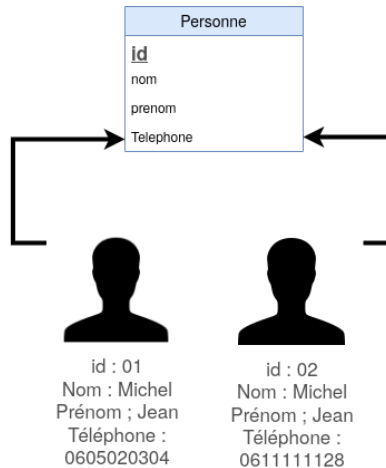 Personne
id
nom
prenom
Telephone
id : 01
Nom : Michel
Prénom ; Jean
Téléphone :
0605020304
id : 02
Nom : Michel
Prénom ; Jean
Téléphone :
0611111128